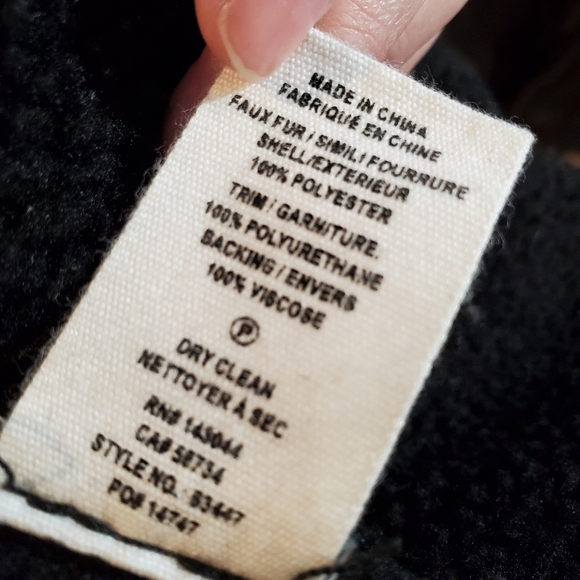 MADE IN CHINA
FABRIQUÉ EN CHINE
FAUX FUR / SIMILI FOURRURE
SHELL/EXTERIEUR
100% POLYESTER
TRIM / GARNITURE.
100% POLYURETHANE
BACKING / ENVERS
100% VISCOSE
P
DRY CLEAN
NETTOYER À SEC
RN# 143044
CA# 58734
STYLE NO. : 83447
PO# 14747